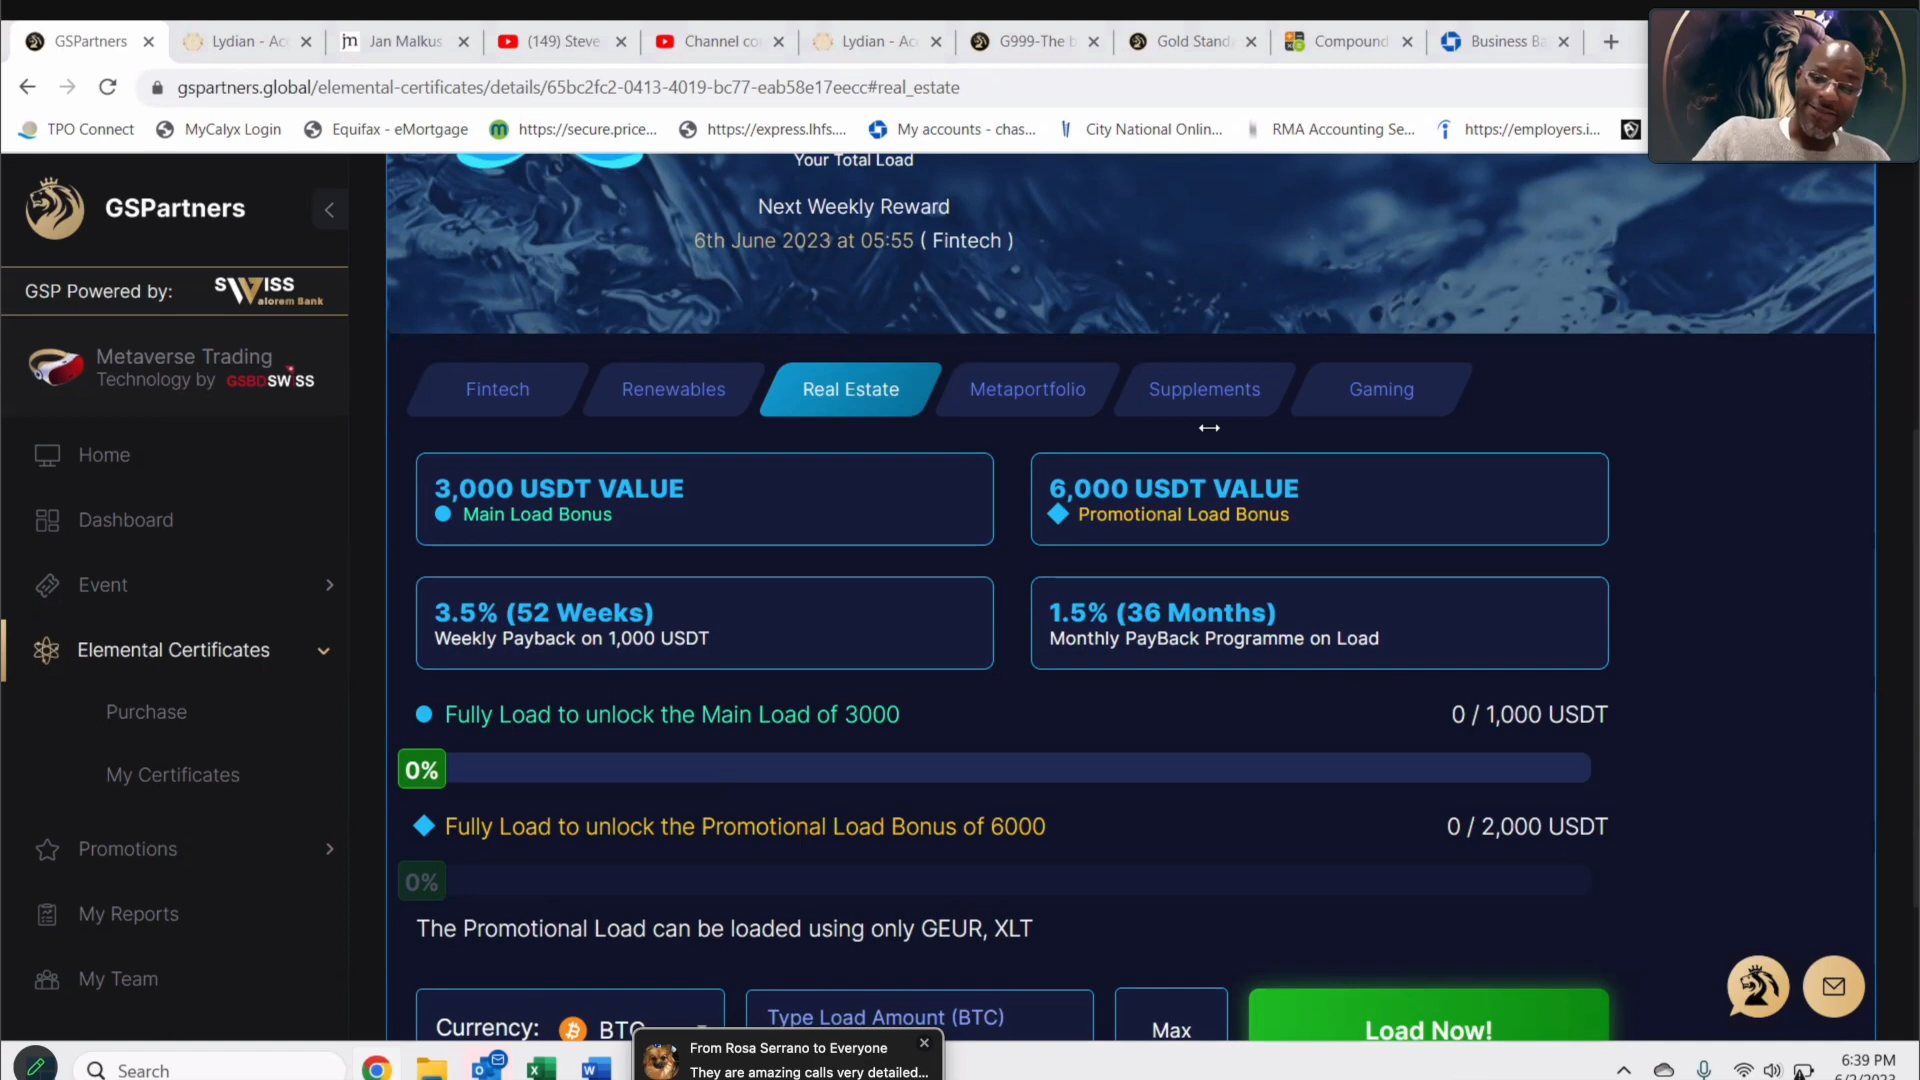 GSPartners
Lydian - Acc
jm Jan Malkus
(149) Steve
Channel co
Lydian - Acc
G999-The b
Gold Stand
Compound
Business Ba
gspartners.global/elemental-certificates/details/65bc2fc2-0413-4019-bc77-eab58e17eecc#real_estate
TPO Connect
MyCalyx Login
Equifax - eMortgage
https://secure.price...
https://express.lhfs....
My accounts - chas...
City National Onlin...
RMA Accounting Se...
https://employers.i...
GSPartners
GSP Powered by:
SWISS
Valorem Bank
Metaverse Trading
Technology by GSBDSWISS
Home
Dashboard
Event
Elemental Certificates
Purchase
My Certificates
Promotions
My Reports
My Team
Your Total Load
Next Weekly Reward
6th June 2023 at 05:55 ( Fintech )
Fintech
Renewables
Real Estate
Metaportfolio
Supplements
Gaming
3,000 USDT VALUE
Main Load Bonus
6,000 USDT VALUE
Promotional Load Bonus
3.5% (52 Weeks)
Weekly Payback on 1,000 USDT
1.5% (36 Months)
Monthly PayBack Programme on Load
Fully Load to unlock the Main Load of 3000
0 / 1,000 USDT
0%
Fully Load to unlock the Promotional Load Bonus of 6000
0 / 2,000 USDT
0%
The Promotional Load can be loaded using only GEUR, XLT
Currency:
BTC
Type Load Amount (BTC)
Max
Load Now!
From Rosa Serrano to Everyone
They are amazing calls very detailed...
Search
6:39 PM